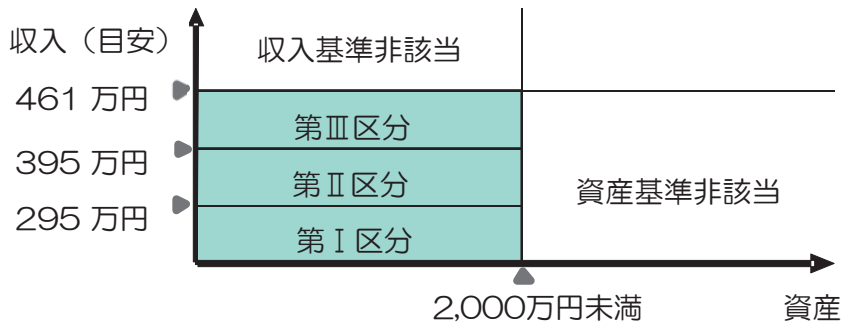 収入（目安）
収入基準非該当
461 万円
第Ⅲ区分
395 万円
第Ⅱ区分
資産基準非該当
295 万円
第Ⅰ区分
2,000万円未満
資産